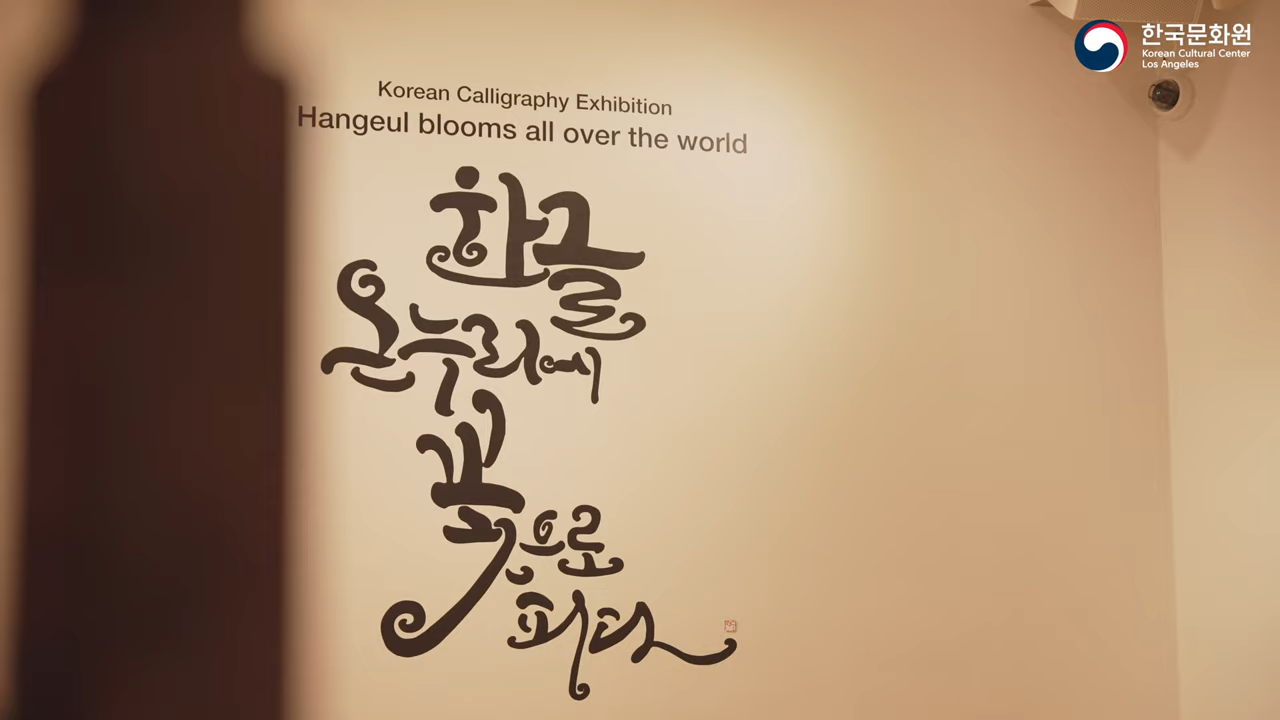 한국문화원
Korean Cultural Center
Los Angeles
Korean Calligraphy Exhibition
Hangeul blooms all over the world
한글
온누리에
꽃으로
피다